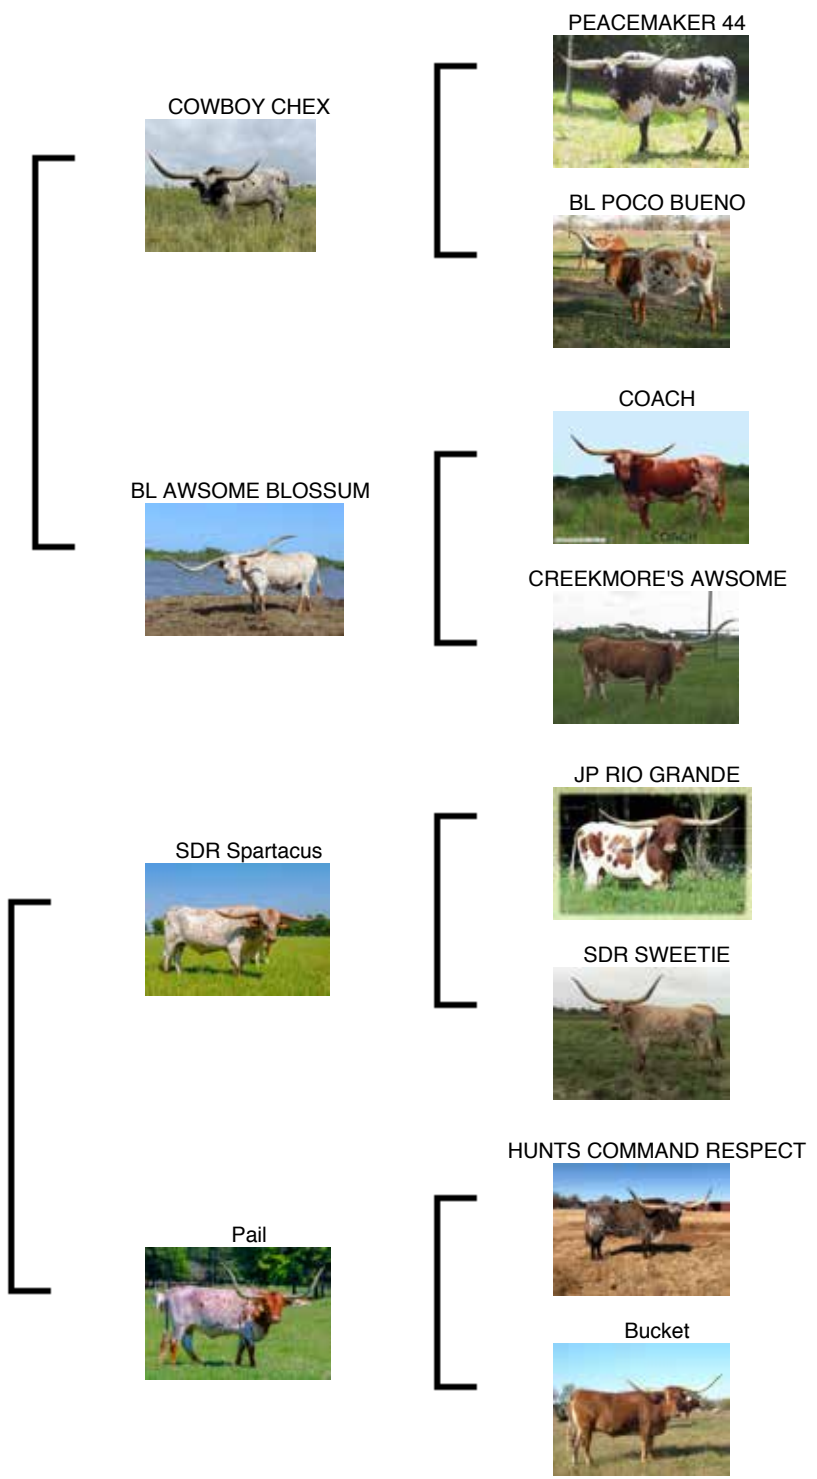 PEACEMAKER 44
COWBOY CHEX
BL POCO BUENO
COACH
COACH
BL AWSOME BLOSSUM
CREEKMORE'S AWSOME
JP RIO GRANDE
SDR Spartacus
SDR SWEETIE
HUNTS COMMAND RESPECT
Pail
Bucket